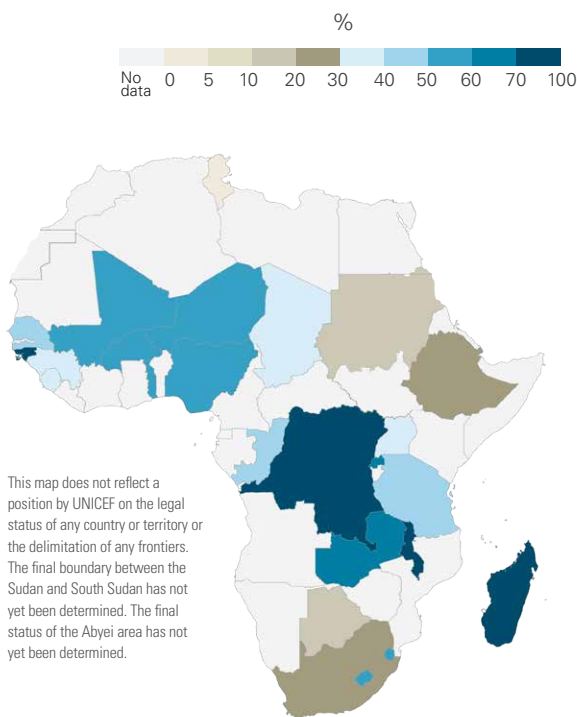 %
No data 0 5 10 20 30 40 50 60 70 100
This map does not reflect a
position by UNICEF on the legal
status of any country or territory or
the delimitation of any frontiers.
The final boundary between the
Sudan and South Sudan has not
yet been determined. The final
status of the Abyei area has not
yet been determined.